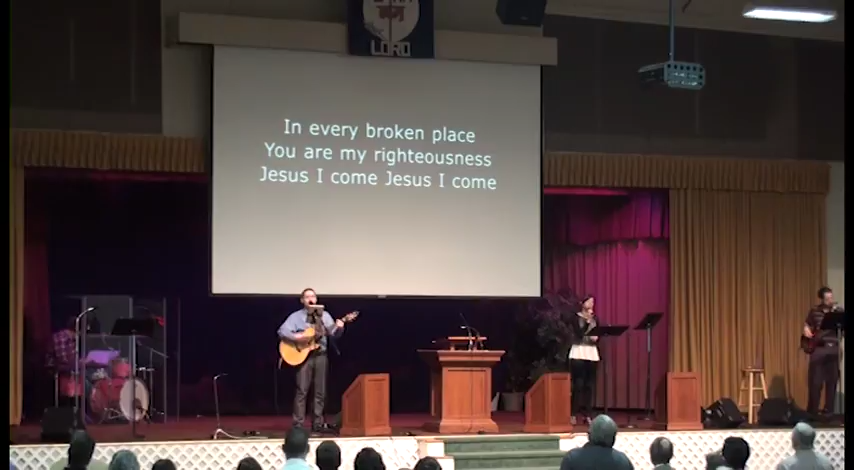 LORD
In every broken place
You are my righteousness
Jesus I come Jesus I come